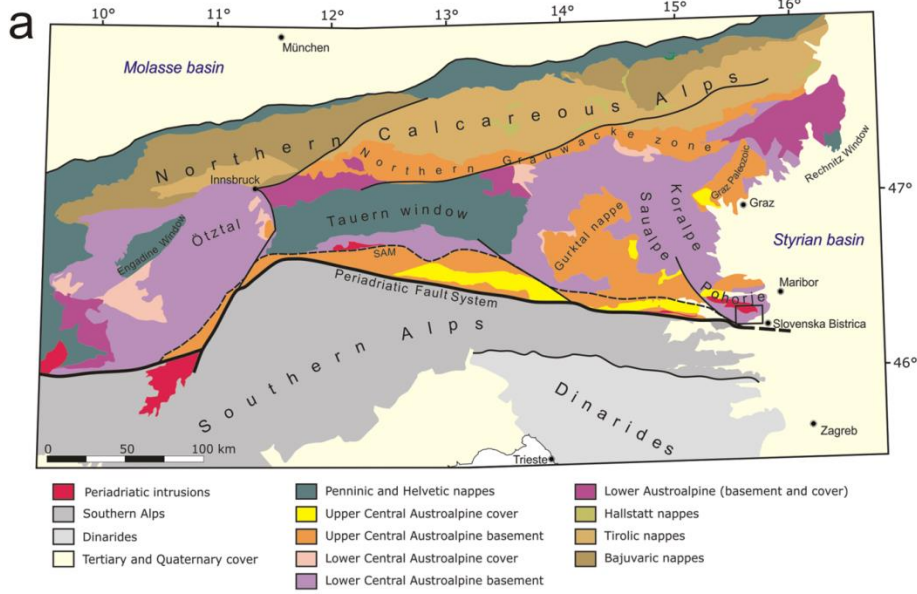 a
10° 11° 12° 13° 14° 15° 16°
München
Molasse basin
Northern Calcareous Alps
Northern Grauwacke zone
Rechnitz Window
Innsbruck
47°
Graz Paleozoic
Graz
Engadine Window
Ötztal
Tauern window
Gurktal nappe
Saualpe
Koralpe
Styrian basin
SAM
Periadriatic Fault System
Maribor
Pohorje
Slovenska Bistrica
46°
Southern Alps
Dinarides
Zagreb
Trieste
0 50 100 km
Periadriatic intrusions
Southern Alps
Dinarides
Tertiary and Quaternary cover
Penninic and Helvetic nappes
Upper Central Austroalpine cover
Upper Central Austroalpine basement
Lower Central Austroalpine cover
Lower Central Austroalpine basement
Lower Austroalpine (basement and cover)
Hallstatt nappes
Tirolic nappes
Bajuvaric nappes